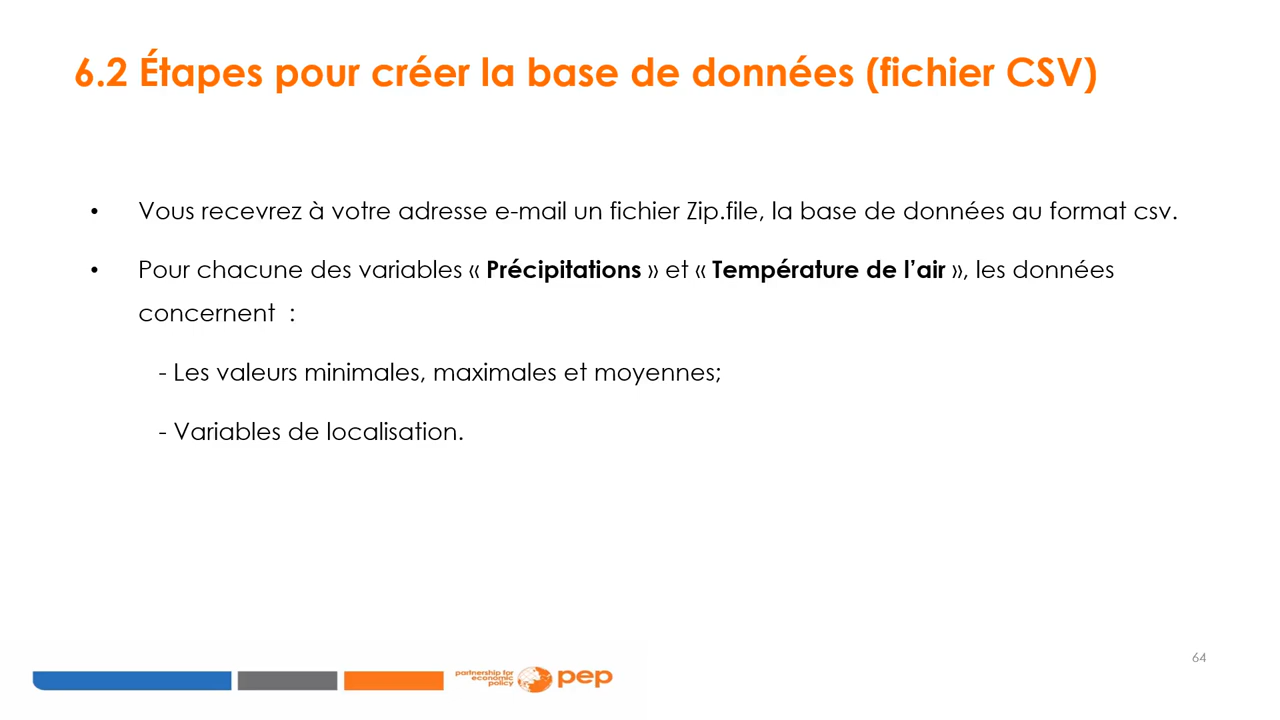 6.2 Étapes pour créer la base de données (fichier CSV)
• Vous recevrez à votre adresse e-mail un fichier Zip.file, la base de données au format csv.
• Pour chacune des variables « Précipitations » et « Température de l’air », les données
concernent  :
- Les valeurs minimales, maximales et moyennes;
- Variables de localisation.
partnership for
economic
policy
pep
64